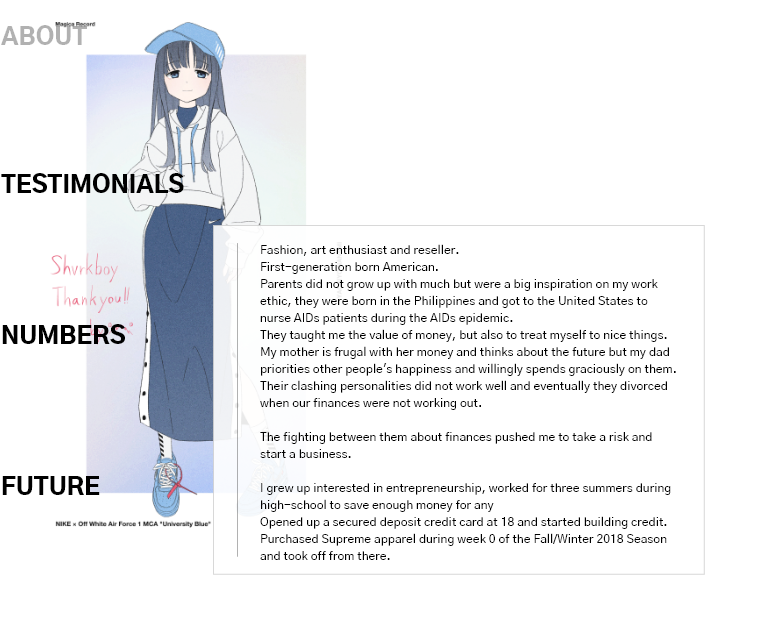 Magica Record
ABOUT
TESTIMONIALS
Shvrkboy
Thank you!!
NUMBERS
FUTURE
NIKE × Off White Air Force 1 MCA "University Blue"
Fashion, art enthusiast and reseller.
First-generation born American.
Parents did not grow up with much but were a big inspiration on my work
ethic, they were born in the Philippines and got to the United States to
nurse AIDs patients during the AIDs epidemic.
They taught me the value of money, but also to treat myself to nice things.
My mother is frugal with her money and thinks about the future but my dad
priorities other people's happiness and willingly spends graciously on them.
Their clashing personalities did not work well and eventually they divorced
when our finances were not working out.
The fighting between them about finances pushed me to take a risk and
start a business.
I grew up interested in entrepreneurship, worked for three summers during
high-school to save enough money for any
Opened up a secured deposit credit card at 18 and started building credit.
Purchased Supreme apparel during week 0 of the Fall/Winter 2018 Season
and took off from there.